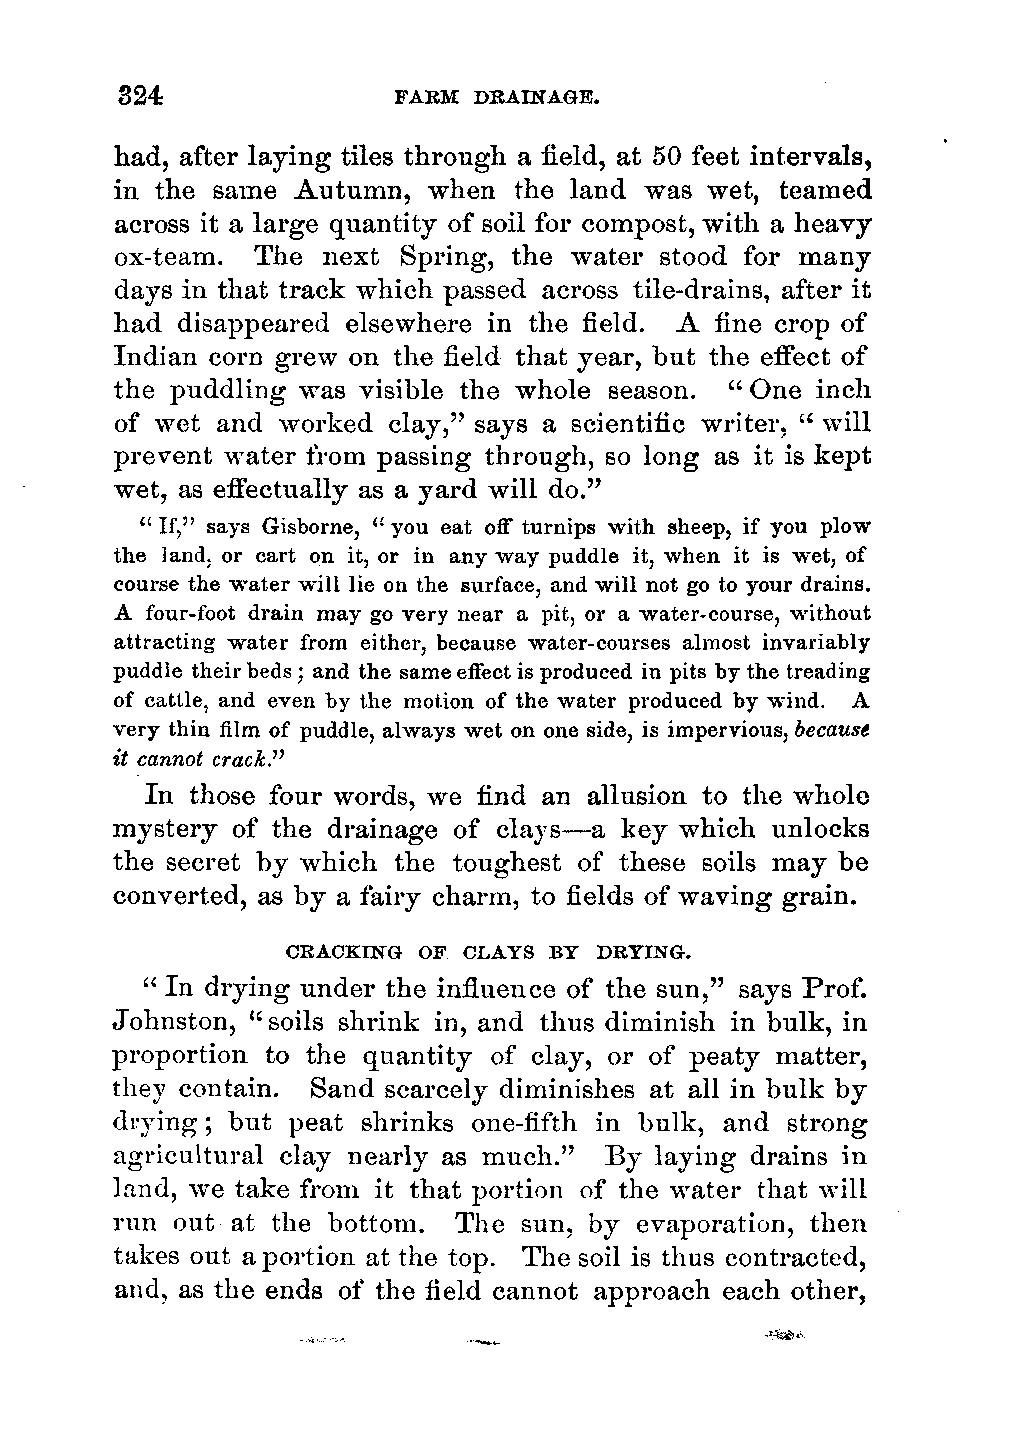 324 FARM DRAINAGE.
had, after laying tiles through a field, at 50 feet intervals,
in the same Autumn, when the land was wet, teamed
across it a large quantity of soil for compost, with a heavy
ox-team. The next Spring, the water stood for many
days in that track which passed across tile-drains, after it
had disappeared elsewhere in the field. A fine crop of
Indian corn grew on the field that year, but the effect of
the puddling was visible the whole season. “One inch
of wet and worked clay,” says a scientific writer, “will
prevent water from passing through, so long as it is kept
wet, as effectually as a yard will do.”
“If,” says Gisborne, “you eat off turnips with sheep, if you plow
the land, or cart on it, or in any way puddle it, when it is wet, of
course the water will lie on the surface, and will not go to your drains.
A four-foot drain may go very near a pit, or a water-course, without
attracting water from either, because water-courses almost invariably
puddle their beds; and the same effect is produced in pits by the treading
of cattle, and even by the motion of the water produced by wind. A
very thin film of puddle, always wet on one side, is impervious, because
it cannot crack.”
In those four words, we find an allusion to the whole
mystery of the drainage of clays—a key which unlocks
the secret by which the toughest of these soils may be
converted, as by a fairy charm, to fields of waving grain.
CRACKING OF CLAYS BY DRYING.
“In drying under the influence of the sun,” says Prof.
Johnston, “soils shrink in, and thus diminish in bulk, in
proportion to the quantity of clay, or of peaty matter,
they contain. Sand scarcely diminishes at all in bulk by
drying; but peat shrinks one-fifth in bulk, and strong
agricultural clay nearly as much.” By laying drains in
land, we take from it that portion of the water that will
run out at the bottom. The sun, by evaporation, then
takes out a portion at the top. The soil is thus contracted,
and, as the ends of the field cannot approach each other,